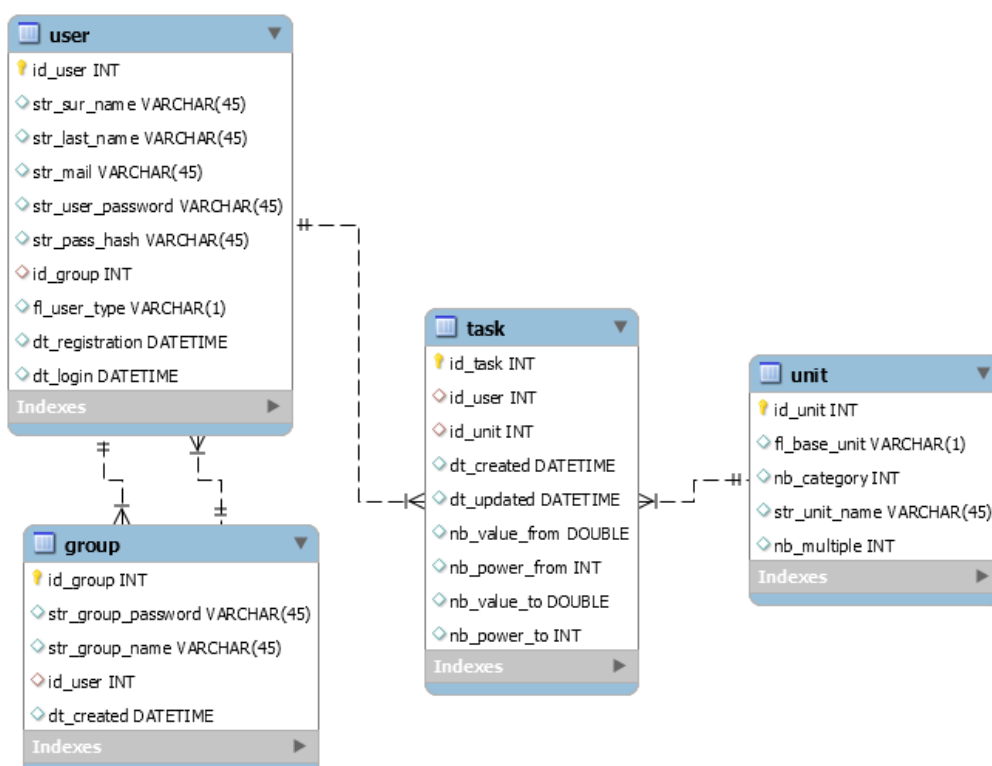 user
id_user INT
str_sur_name VARCHAR(45)
str_last_name VARCHAR(45)
str_mail VARCHAR(45)
str_user_password VARCHAR(45)
str_pass_hash VARCHAR(45)
id_group INT
fl_user_type VARCHAR(1)
dt_registration DATETIME
dt_login DATETIME
Indexes
group
id_group INT
str_group_password VARCHAR(45)
str_group_name VARCHAR(45)
id_user INT
dt_created DATETIME
Indexes
task
id_task INT
id_user INT
id_unit INT
dt_created DATETIME
dt_updated DATETIME
nb_value_from DOUBLE
nb_power_from INT
nb_value_to DOUBLE
nb_power_to INT
Indexes
unit
id_unit INT
fl_base_unit VARCHAR(1)
nb_category INT
str_unit_name VARCHAR(45)
nb_multiple INT
Indexes